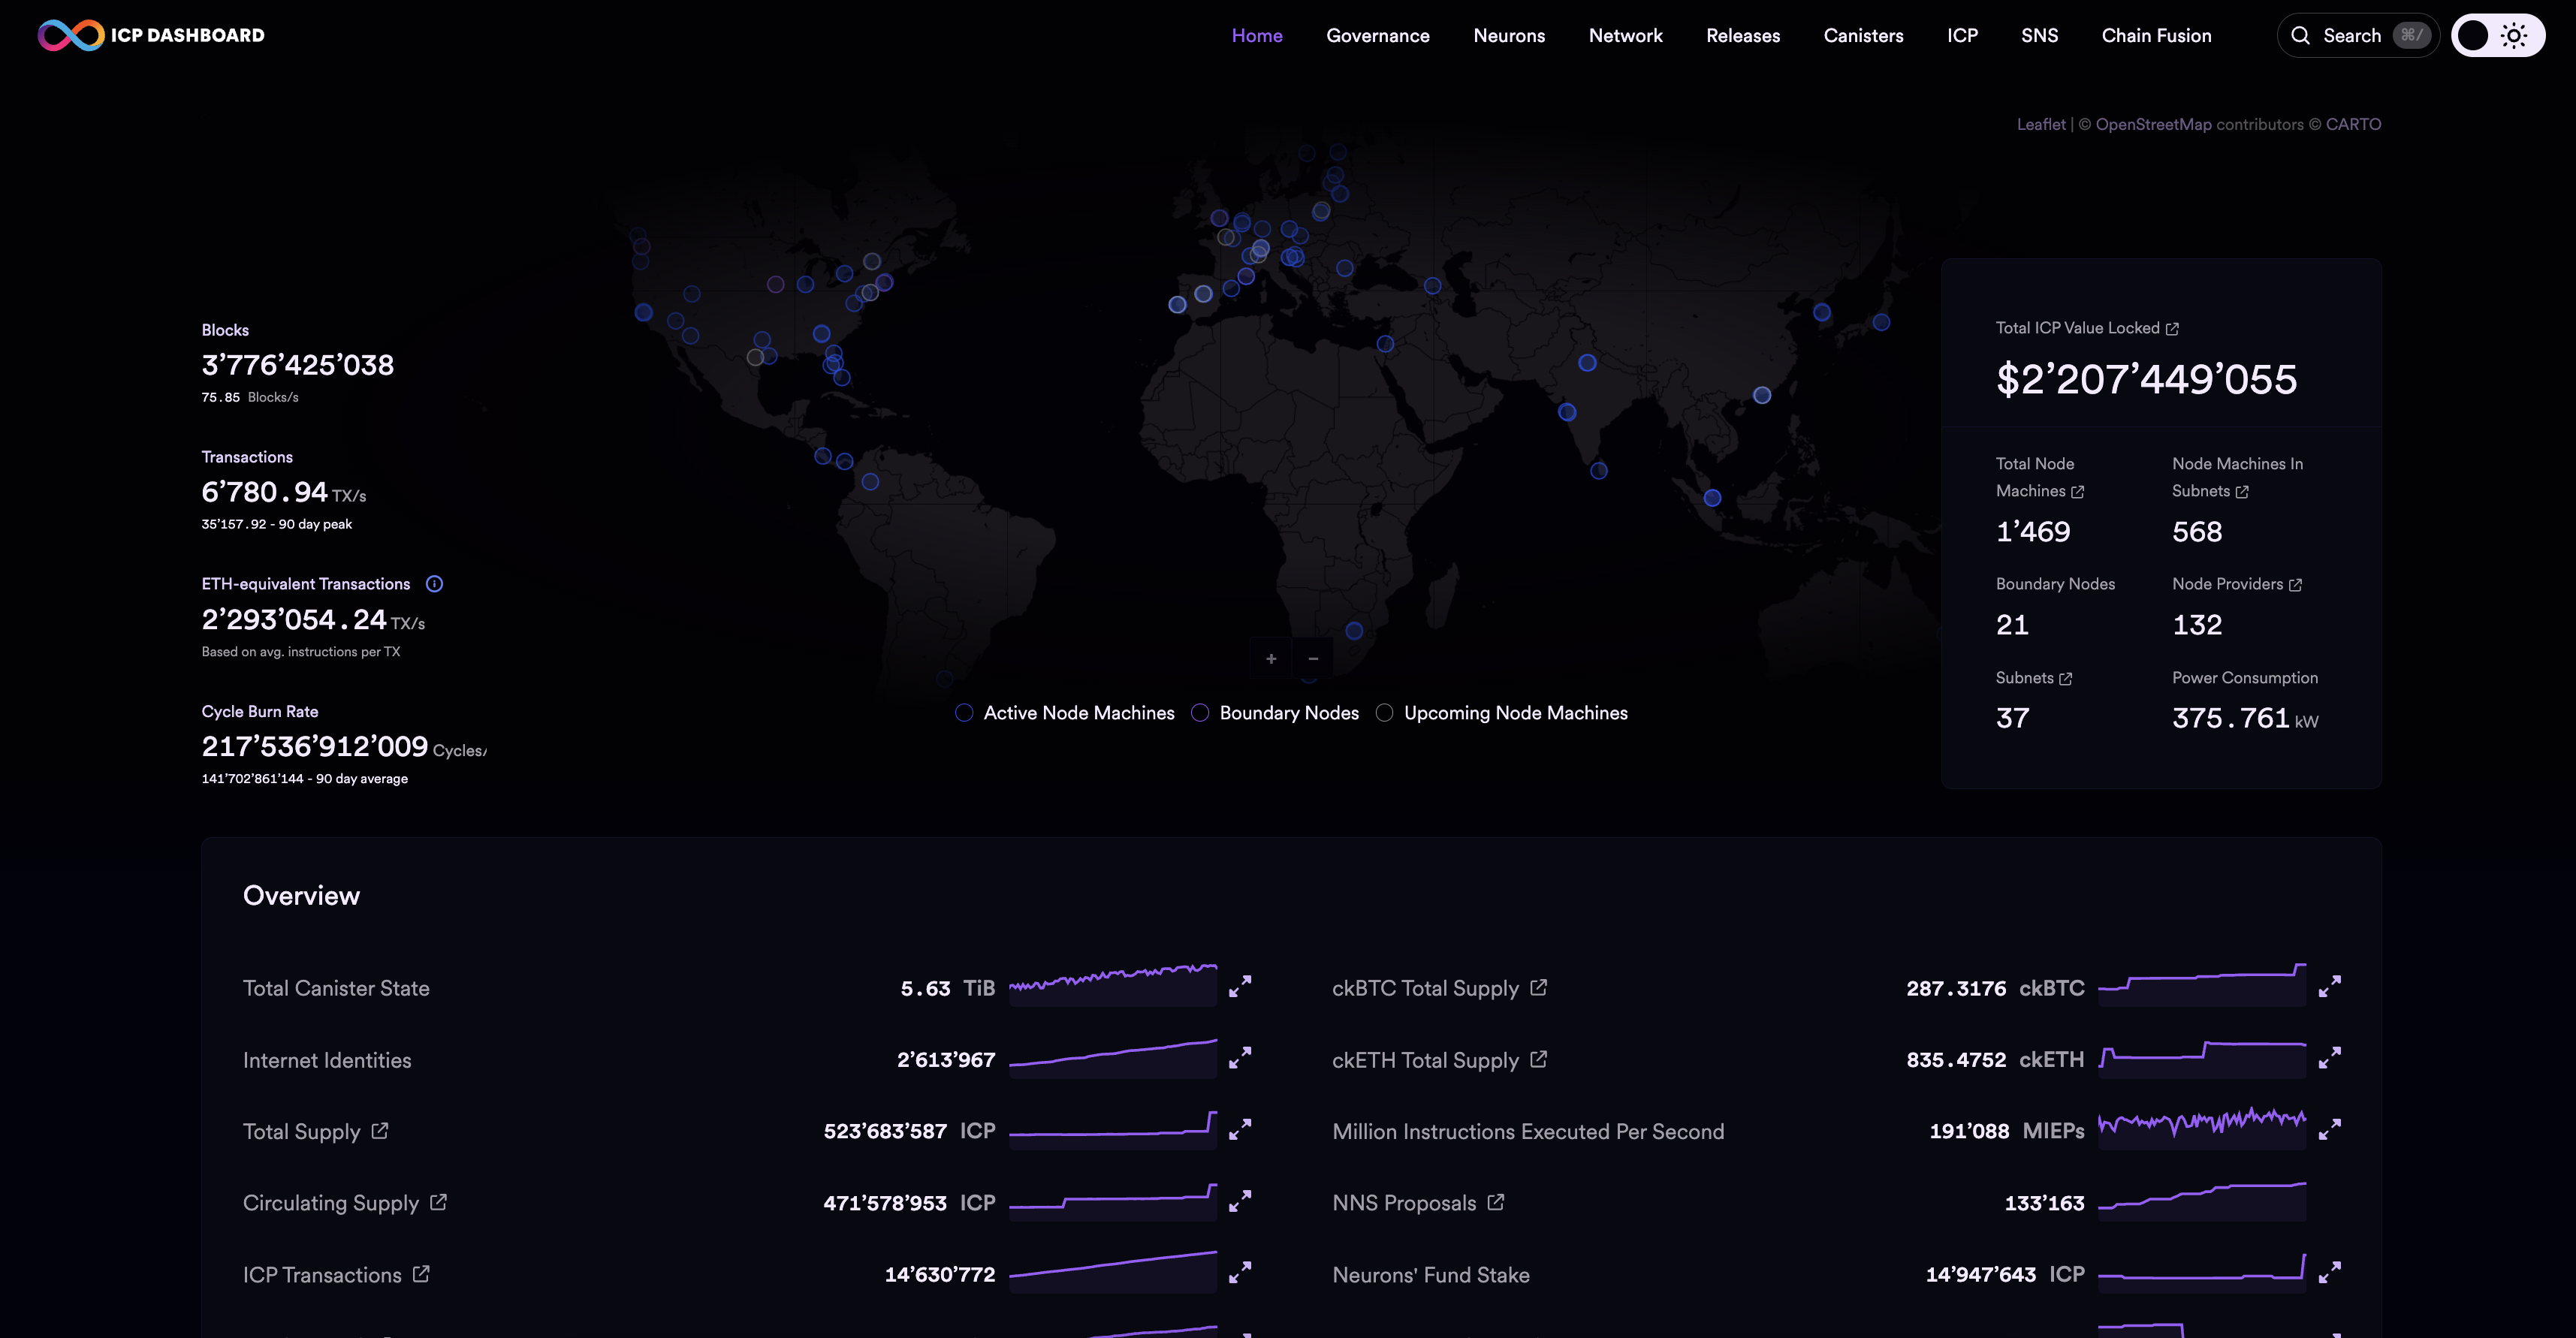 ICP DASHBOARD
Home Governance Neurons Network Releases Canisters ICP SNS Chain Fusion Search ⌘/
Leaflet | © OpenStreetMap contributors © CARTO
Blocks
3’776’425’038
75.85 Blocks/s
Transactions
6’780.94 TX/s
35’157.92 - 90 day peak
ETH-equivalent Transactions
2’293’054.24 TX/s
Based on avg. instructions per TX
Cycle Burn Rate
217’536’912’009 Cycles/
141’702’861’144 - 90 day average
+ −
Active Node Machines Boundary Nodes Upcoming Node Machines
Total ICP Value Locked
$2’207’449’055
Total Node Machines
1’469
Node Machines In Subnets
568
Boundary Nodes
21
Node Providers
132
Subnets
37
Power Consumption
375.761 kW
Overview
Total Canister State 5.63 TiB
Internet Identities 2’613’967
Total Supply 523’683’587 ICP
Circulating Supply 471’578’953 ICP
ICP Transactions 14’630’772
ckBTC Total Supply 287.3176 ckBTC
ckETH Total Supply 835.4752 ckETH
Million Instructions Executed Per Second 191’088 MIEPs
NNS Proposals 133’163
Neurons' Fund Stake 14’947’643 ICP